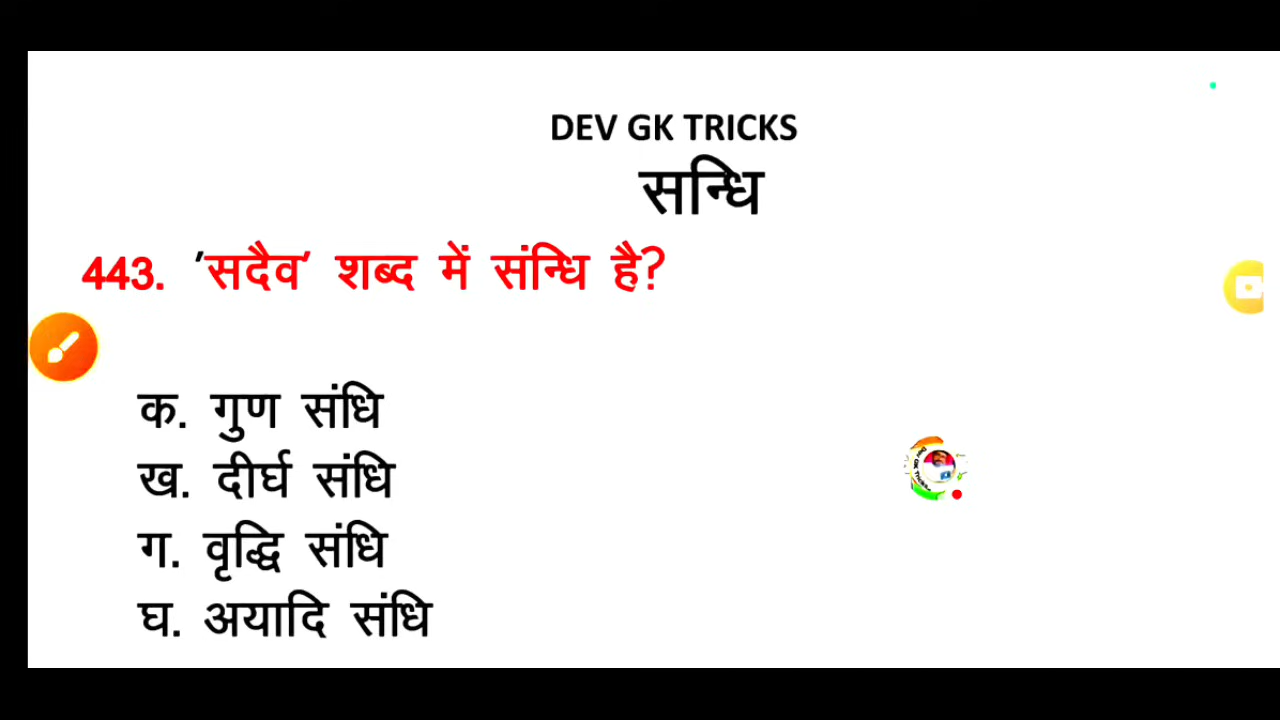 DEV GK TRICKS
सन्धि
443. 'सदैव' शब्द में संन्धि है?
क. गुण संधि
ख. दीर्घ संधि
ग. वृद्धि संधि
घ. अयादि संधि